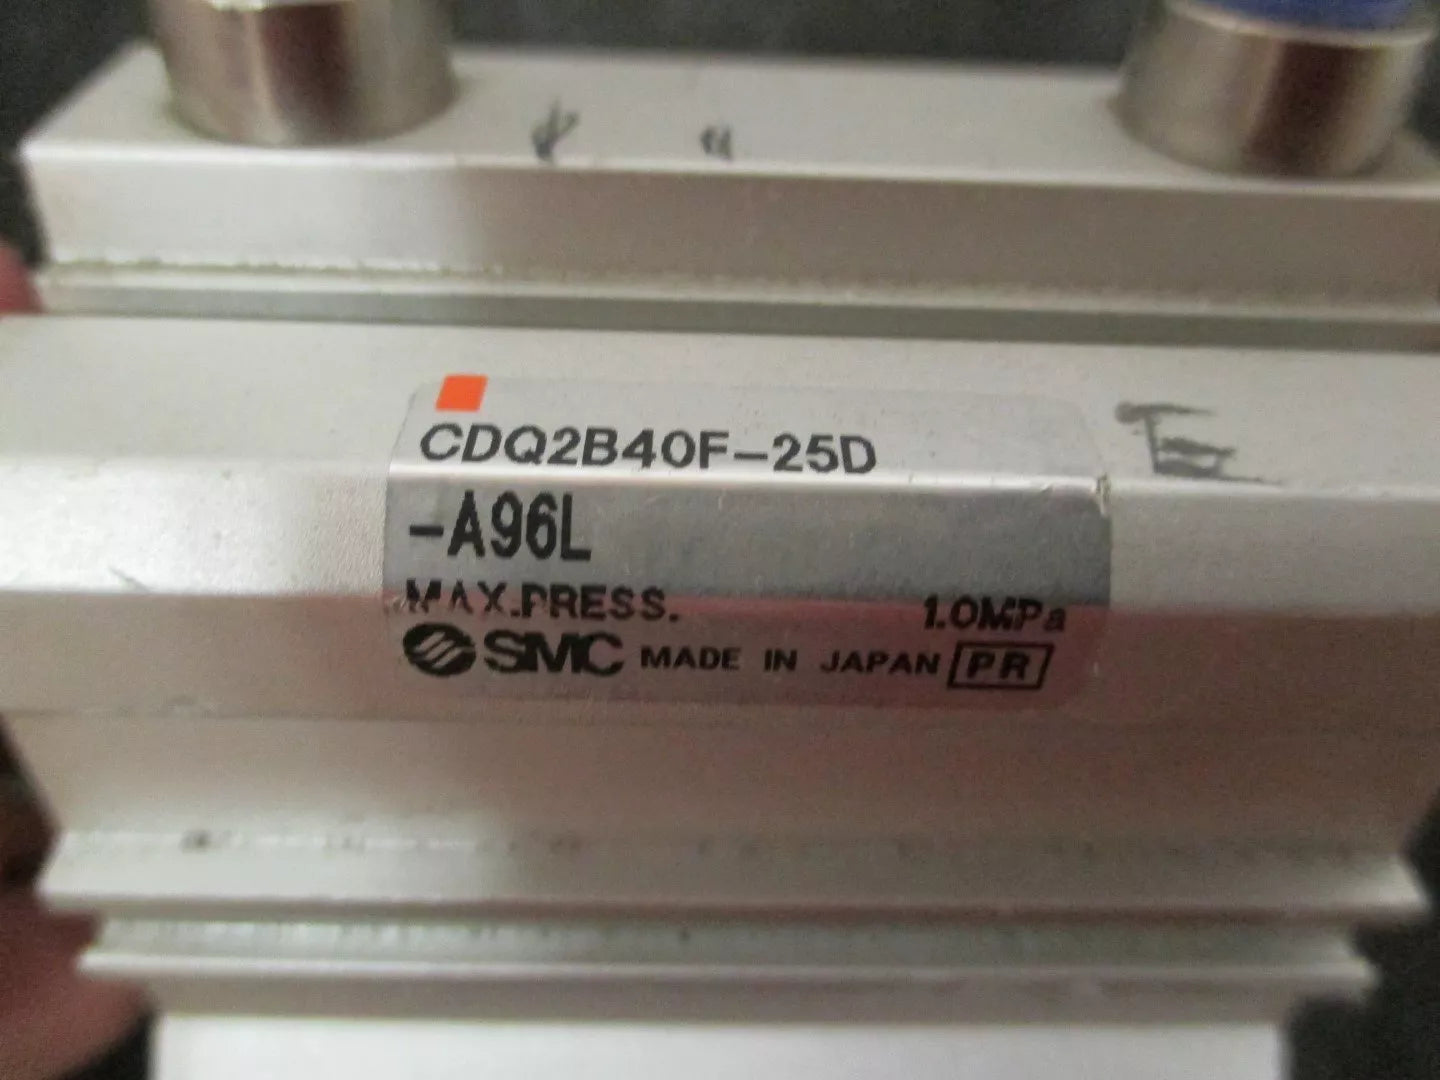 CDQ2B40F-25D
-A96L
MAX.PRESS. 1.0MPa
SMC MADE IN JAPAN PR